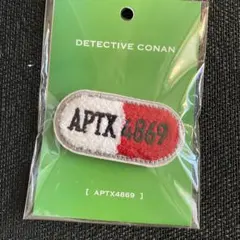 DETECTIVE CONAN
APTX 4869
[ APTX4869 ]